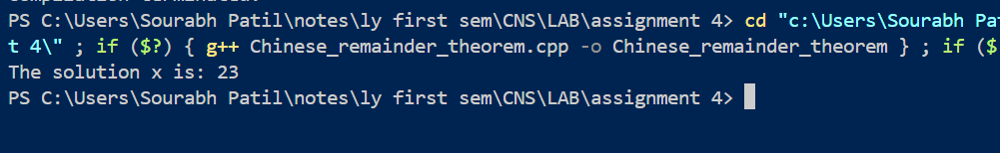 PS C:\Users\Sourabh Patil\notes\ly first sem\CNS\LAB\assignment 4> cd "c:\Users\Sourabh Pa
t 4\" ; if ($?) { g++ Chinese_remainder_theorem.cpp -o Chinese_remainder_theorem } ; if ($
The solution x is: 23
PS C:\Users\Sourabh Patil\notes\ly first sem\CNS\LAB\assignment 4>